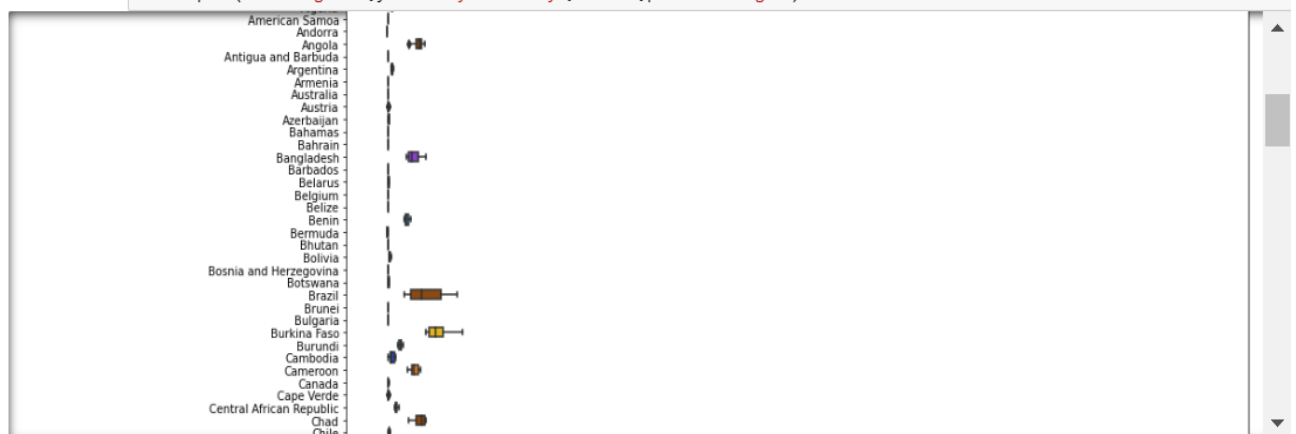 American Samoa
Andorra
Angola
Antigua and Barbuda
Argentina
Armenia
Australia
Austria
Azerbaijan
Bahamas
Bahrain
Bangladesh
Barbados
Belarus
Belgium
Belize
Benin
Bermuda
Bhutan
Bolivia
Bosnia and Herzegovina
Botswana
Brazil
Brunei
Bulgaria
Burkina Faso
Burundi
Cambodia
Cameroon
Canada
Cape Verde
Central African Republic
Chad
Chile